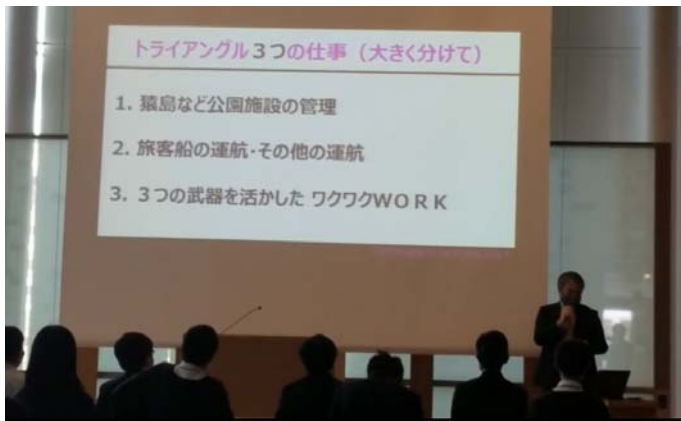 トライアングル３つの仕事（大きく分けて）
1. 猿島など公園施設の管理
2. 旅客船の運航・その他の運航
3. ３つの武器を活かした ワクワクＷＯＲＫ